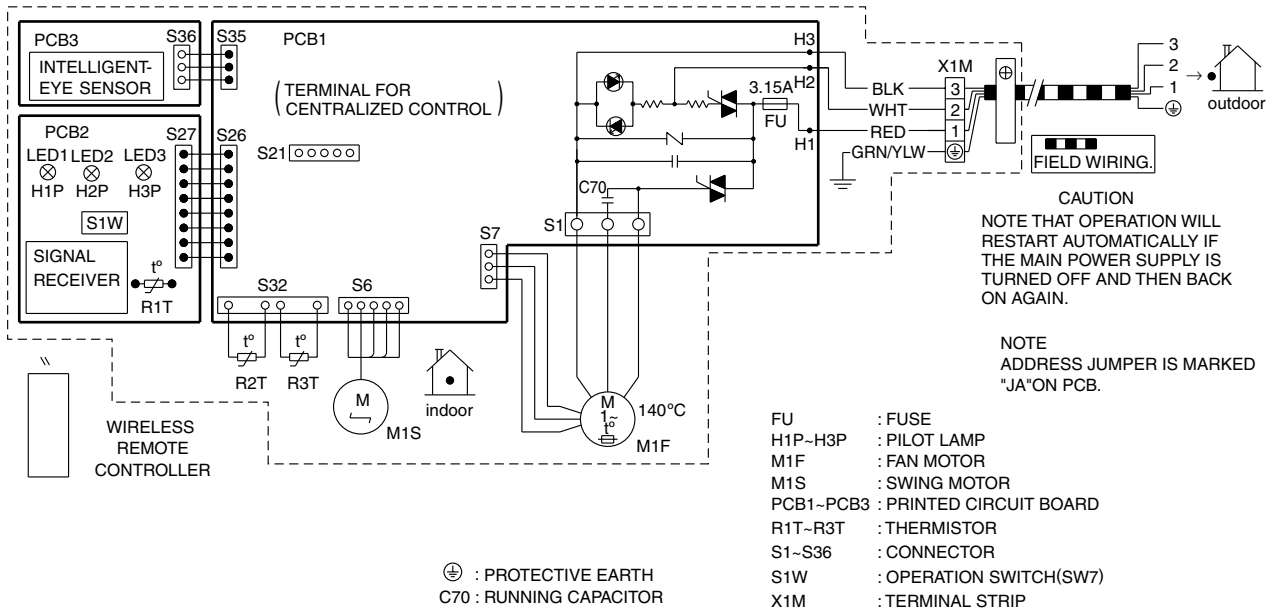 PCB3
S36
S35
PCB1
INTELLIGENT-
EYE SENSOR
(TERMINAL FOR
CENTRALIZED CONTROL)
H3
H2
H1
3.15A
FU
BLK
WHT
RED
GRN/YLW
X1M
3
2
1
3
2
1
outdoor
FIELD WIRING.
PCB2
S27
S26
LED1 LED2 LED3
H1P H2P H3P
S1W
SIGNAL
RECEIVER
t°
R1T
S21
C70
S1
S7
S32
S6
t°
t°
R2T
R3T
M
M1S
indoor
M
1~
t°
140°C
M1F
CAUTION
NOTE THAT OPERATION WILL
RESTART AUTOMATICALLY IF
THE MAIN POWER SUPPLY IS
TURNED OFF AND THEN BACK
ON AGAIN.
NOTE
ADDRESS JUMPER IS MARKED
"JA"ON PCB.
WIRELESS
REMOTE
CONTROLLER
FU : FUSE
H1P~H3P : PILOT LAMP
M1F : FAN MOTOR
M1S : SWING MOTOR
PCB1~PCB3 : PRINTED CIRCUIT BOARD
R1T~R3T : THERMISTOR
S1~S36 : CONNECTOR
S1W : OPERATION SWITCH(SW7)
X1M : TERMINAL STRIP
: PROTECTIVE EARTH
C70 : RUNNING CAPACITOR